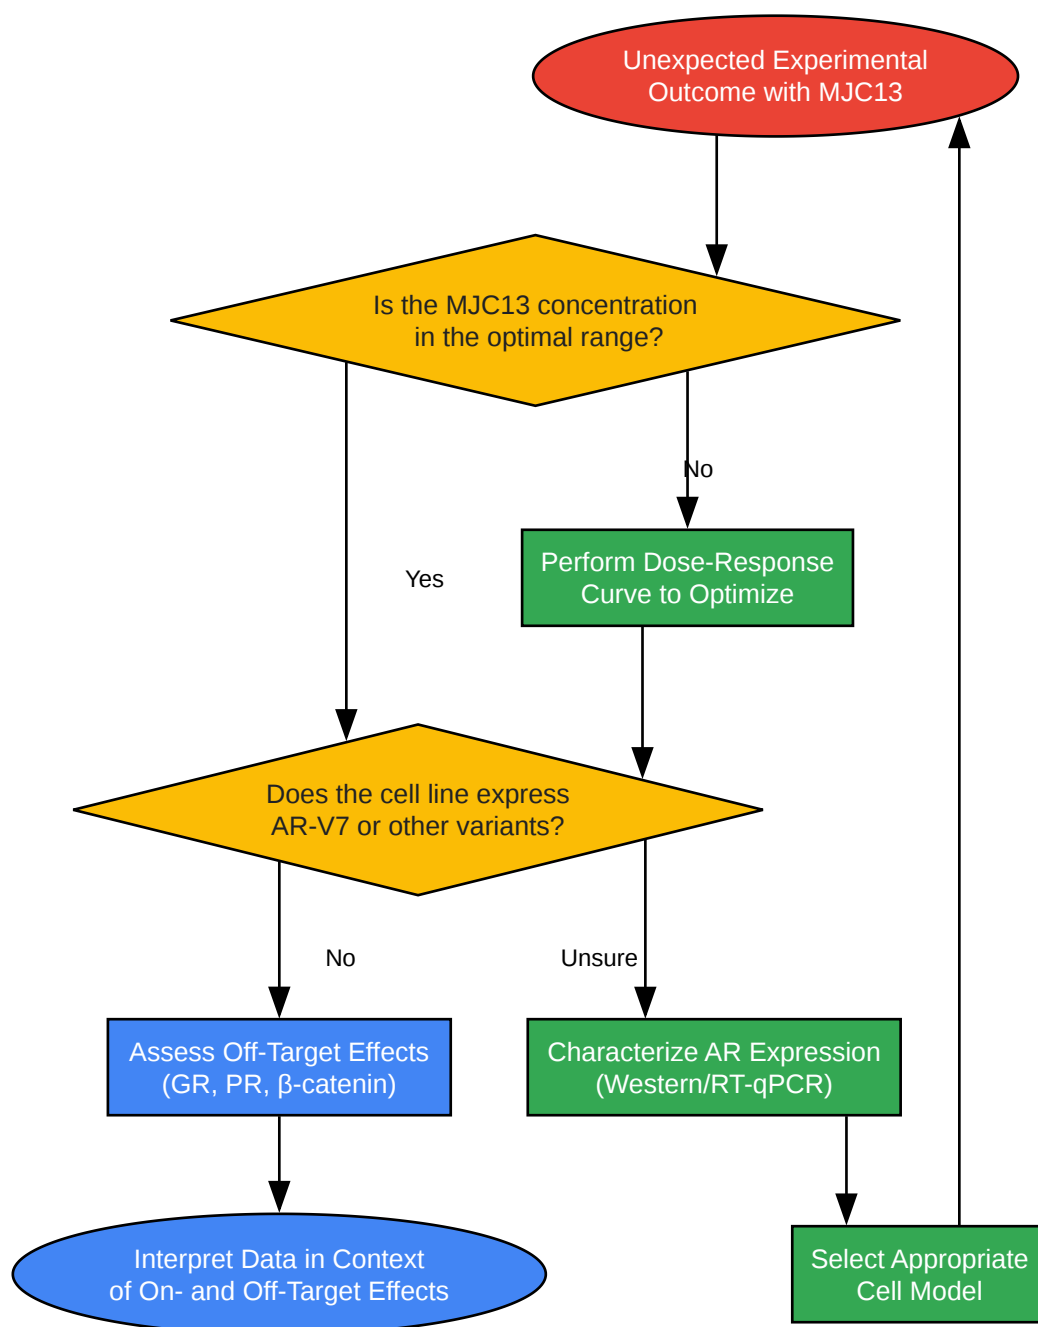 Unexpected Experimental
Outcome with MJC13
Is the MJC13 concentration
in the optimal range?
No
Perform Dose-Response
Curve to Optimize
Yes
Does the cell line express
AR-V7 or other variants?
No
Unsure
Assess Off-Target Effects
(GR, PR, β-catenin)
Characterize AR Expression
(Western/RT-qPCR)
Interpret Data in Context
of On- and Off-Target Effects
Select Appropriate
Cell Model